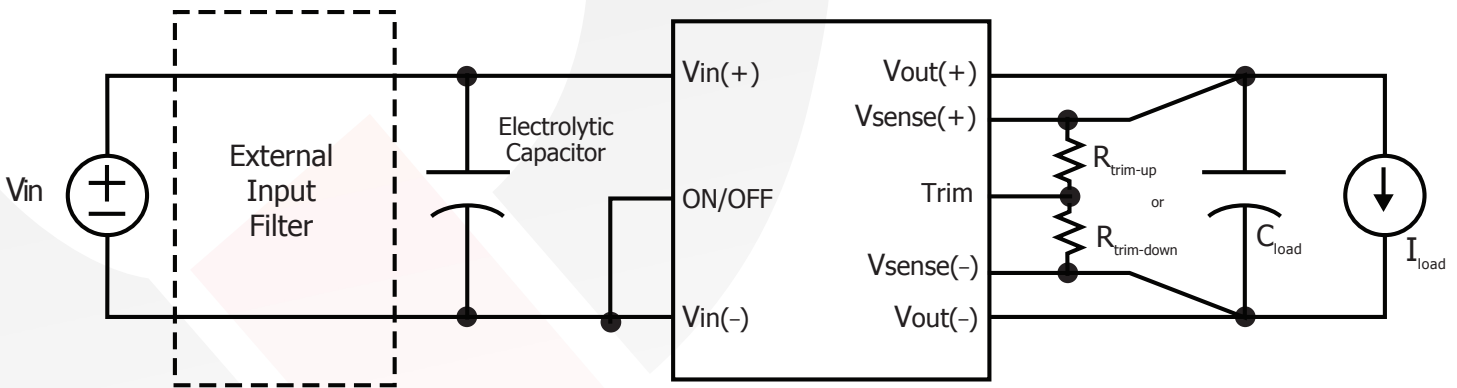 Vin
External
Input
Filter
Electrolytic
Capacitor
Vin(+)
ON/OFF
Vin(−)
Vout(+)
Vsense(+)
Trim
Vsense(−)
Vout(−)
Rtrim-up
or
Rtrim-down
Cload
Iload